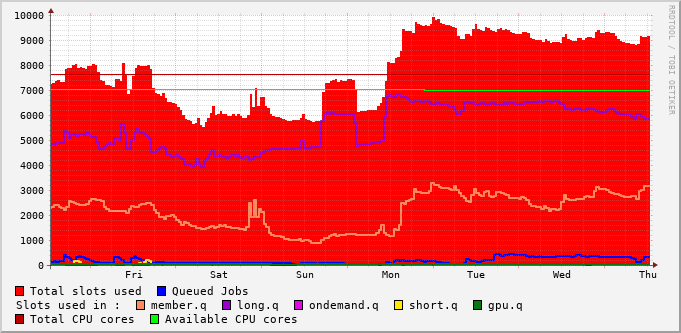 10000
9000
8000
7000
6000
5000
4000
3000
2000
1000
0
Fri Sat Sun Mon Tue Wed Thu
RRDTOOL / TOBI OETIKER
Total slots used Queued Jobs
Slots used in : member.q long.q ondemand.q short.q gpu.q
Total CPU cores Available CPU cores